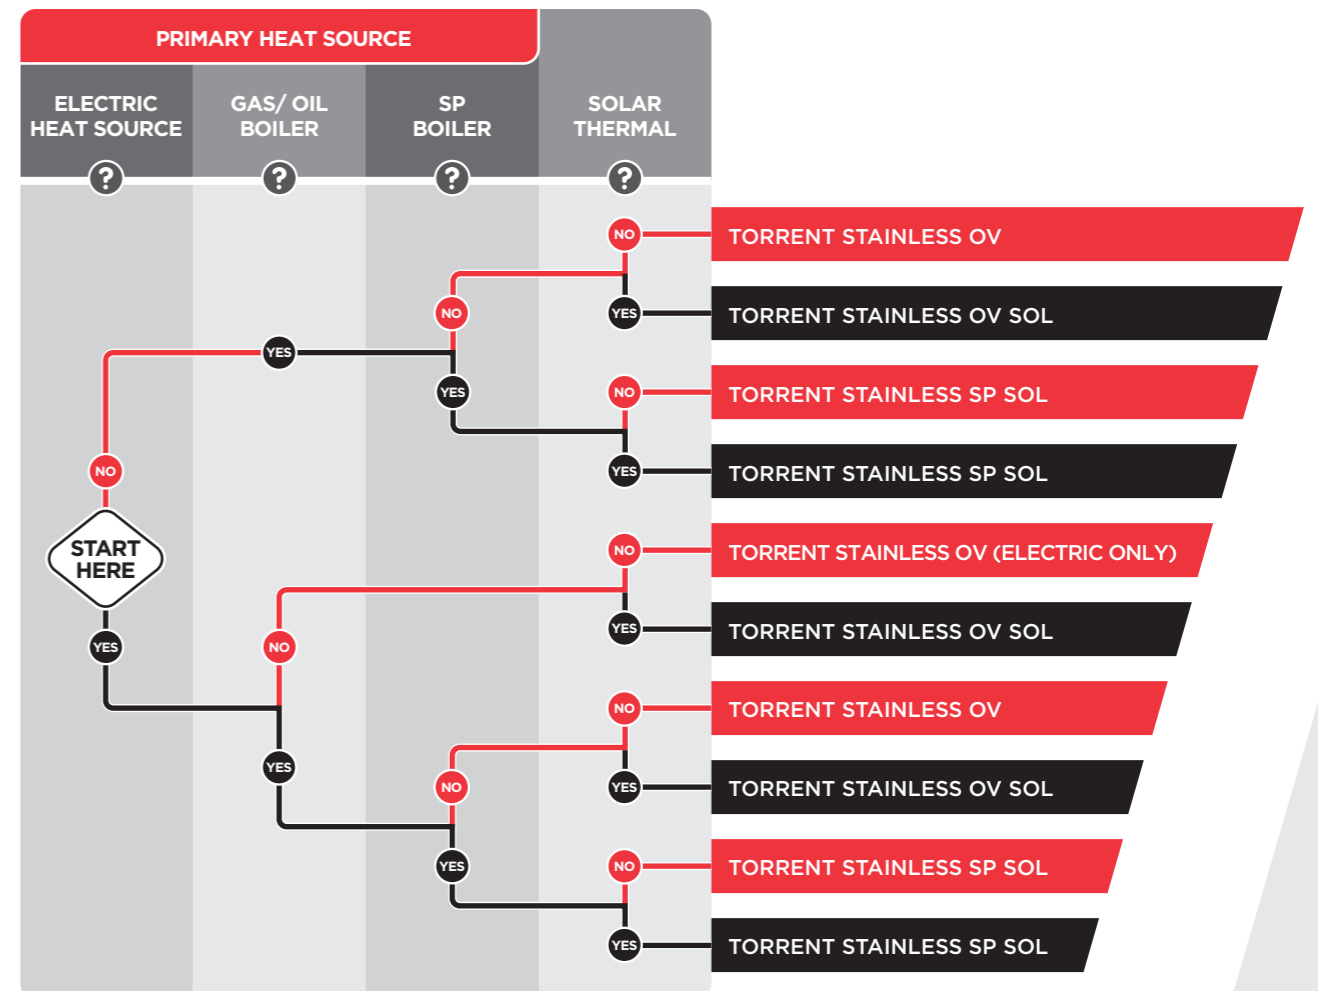 PRIMARY HEAT SOURCE
ELECTRIC
HEAT SOURCE
GAS/ OIL
BOILER
SP
BOILER
SOLAR
THERMAL
?
?
?
?
NO
TORRENT STAINLESS OV
NO
YES
TORRENT STAINLESS OV SOL
YES
YES
NO
TORRENT STAINLESS SP SOL
NO
YES
TORRENT STAINLESS SP SOL
START
HERE
NO
TORRENT STAINLESS OV (ELECTRIC ONLY)
YES
NO
YES
TORRENT STAINLESS OV SOL
NO
TORRENT STAINLESS OV
YES
NO
YES
TORRENT STAINLESS OV SOL
YES
NO
TORRENT STAINLESS SP SOL
YES
TORRENT STAINLESS SP SOL